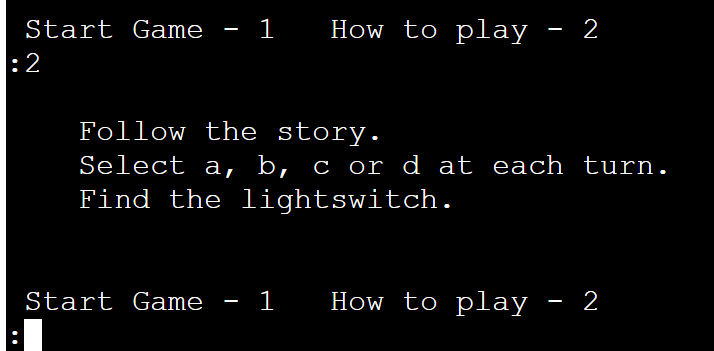 Start Game - 1   How to play - 2
:2
Follow the story.
Select a, b, c or d at each turn.
Find the lightswitch.
Start Game - 1   How to play - 2
: